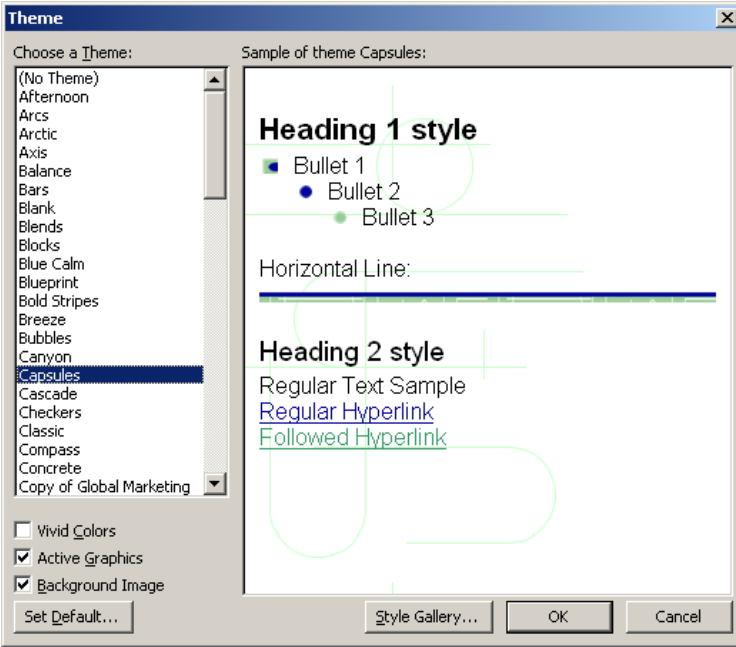 Theme
Choose a Theme:
(No Theme)
Afternoon
Arcs
Arctic
Axis
Balance
Bars
Blank
Blends
Blocks
Blue Calm
Blueprint
Bold Stripes
Breeze
Bubbles
Canyon
Capsules
Cascade
Checkers
Classic
Compass
Concrete
Copy of Global Marketing
Vivid Colors
Active Graphics
Background Image
Set Default...
Sample of theme Capsules:
Heading 1 style
Bullet 1
Bullet 2
Bullet 3
Horizontal Line:
Heading 2 style
Regular Text Sample
Regular Hyperlink
Followed Hyperlink
Style Gallery...
OK
Cancel